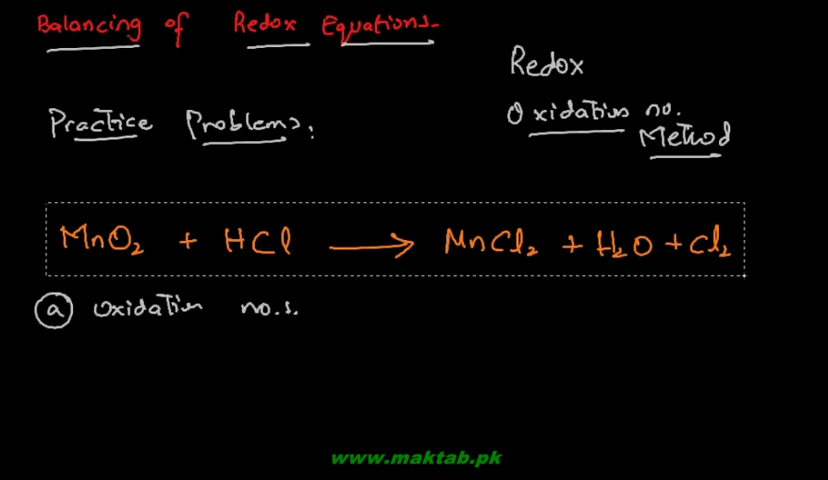 Balancing of Redox Equations.
Redox
Practice Problems:
Oxidation no.
Method
MnO₂ + HCl → MnCl₂ + H₂O + Cl₂
ⓐ oxidation no.s.
www.maktab.pk